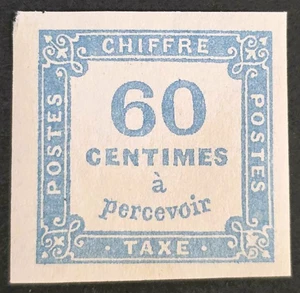 CHIFFRE
POSTES
60
CENTIMES
à
percevoir
POSTES
TAXE